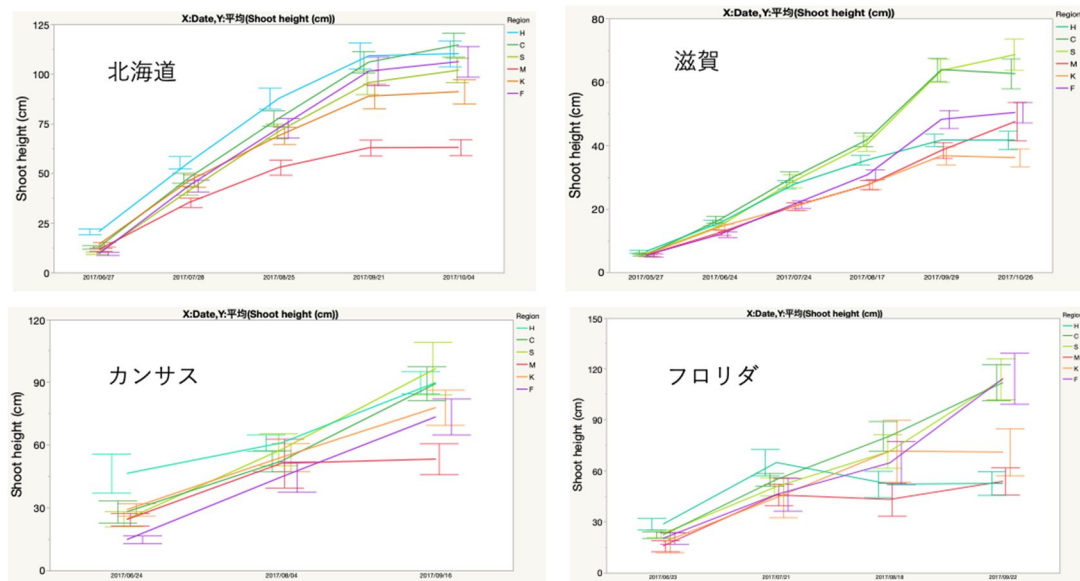 X:Date,Y:平均(Shoot height (cm))
北海道
Shoot height (cm)
125
100
75
50
25
0
2017/06/27
2017/07/28
2017/08/25
2017/09/21
2017/10/04
Region
H
C
S
M
K
F
X:Date,Y:平均(Shoot height (cm))
滋賀
Shoot height (cm)
80
60
40
20
0
2017/05/27
2017/06/24
2017/07/24
2017/08/17
2017/09/29
2017/10/26
Region
H
C
S
M
K
F
X:Date,Y:平均(Shoot height (cm))
カンサス
Shoot height (cm)
120
90
60
30
0
2017/06/24
2017/08/04
2017/09/16
Region
H
C
S
M
K
F
X:Date,Y:平均(Shoot height (cm))
フロリダ
Shoot height (cm)
150
120
90
60
30
0
2017/06/23
2017/07/21
2017/08/18
2017/09/22
Region
H
C
S
M
K
F